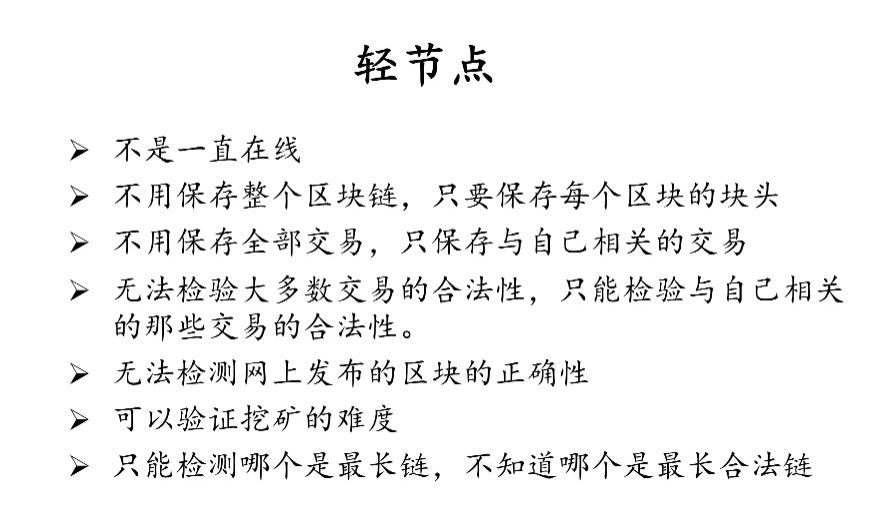 轻节点
➢ 不是一直在线
➢ 不用保存整个区块链，只要保存每个区块的块头
➢ 不用保存全部交易，只保存与自己相关的交易
➢ 无法检验大多数交易的合法性，只能检验与自己相关
的那些交易的合法性。
➢ 无法检测网上发布的区块的正确性
➢ 可以验证挖矿的难度
➢ 只能检测哪个是最长链，不知道哪个是最长合法链